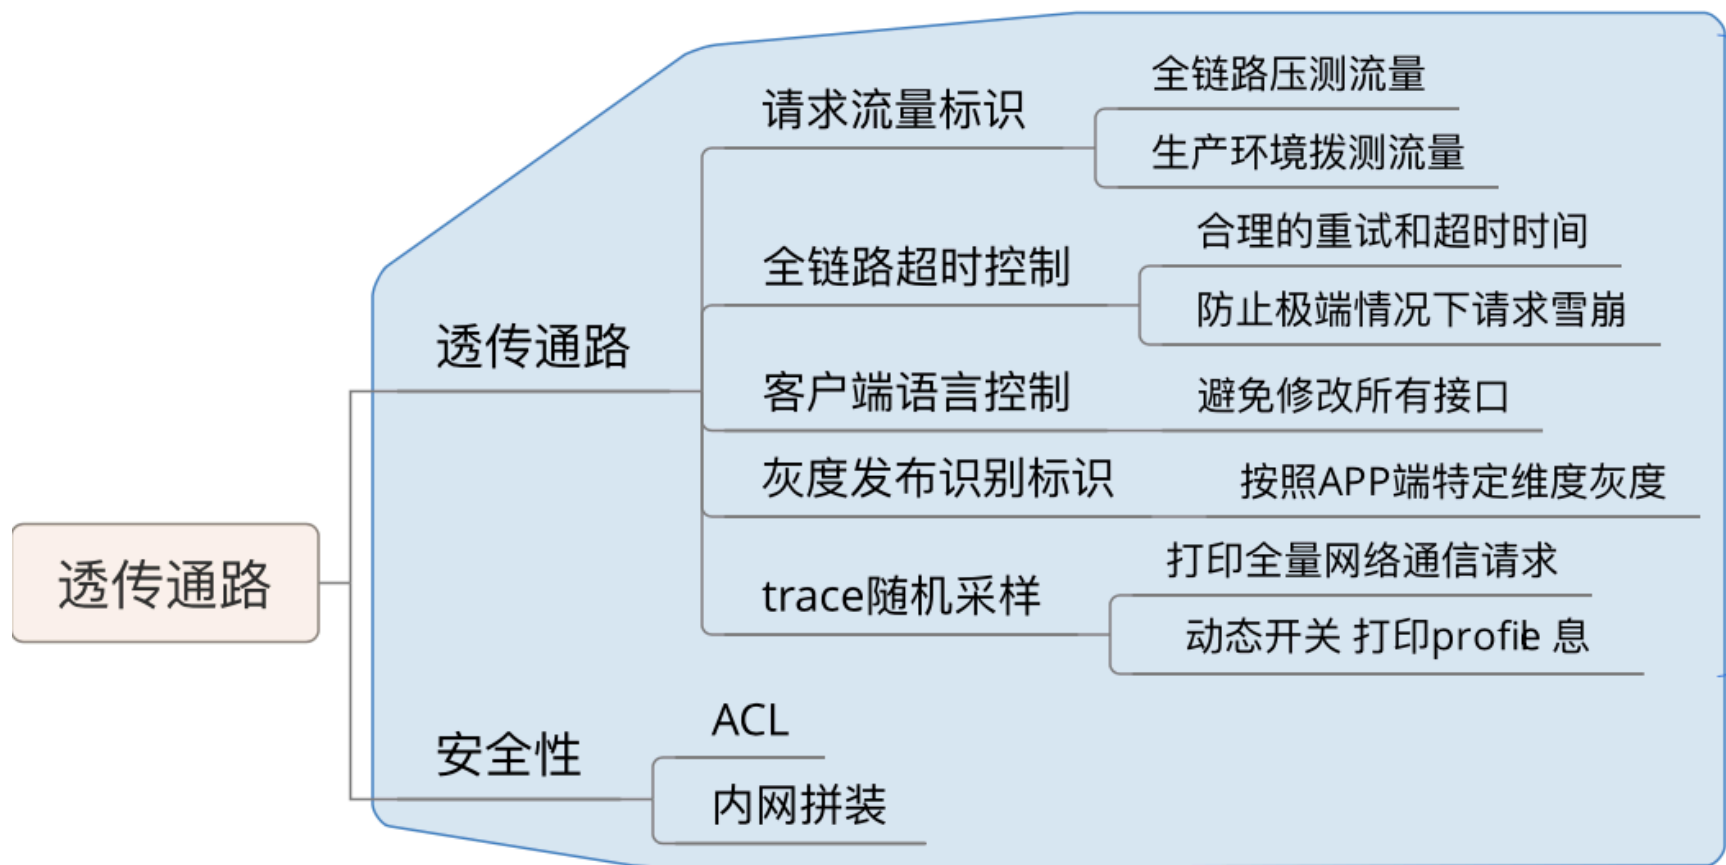 全链路压测流量
请求流量标识
生产环境拨测流量
合理的重试和超时时间
全链路超时控制
防止极端情况下请求雪崩
透传通路
客户端语言控制
避免修改所有接口
灰度发布识别标识
按照APP端特定维度灰度
打印全量网络通信请求
透传通路
trace随机采样
动态开关 打印profile 息
ACL
安全性
内网拼装